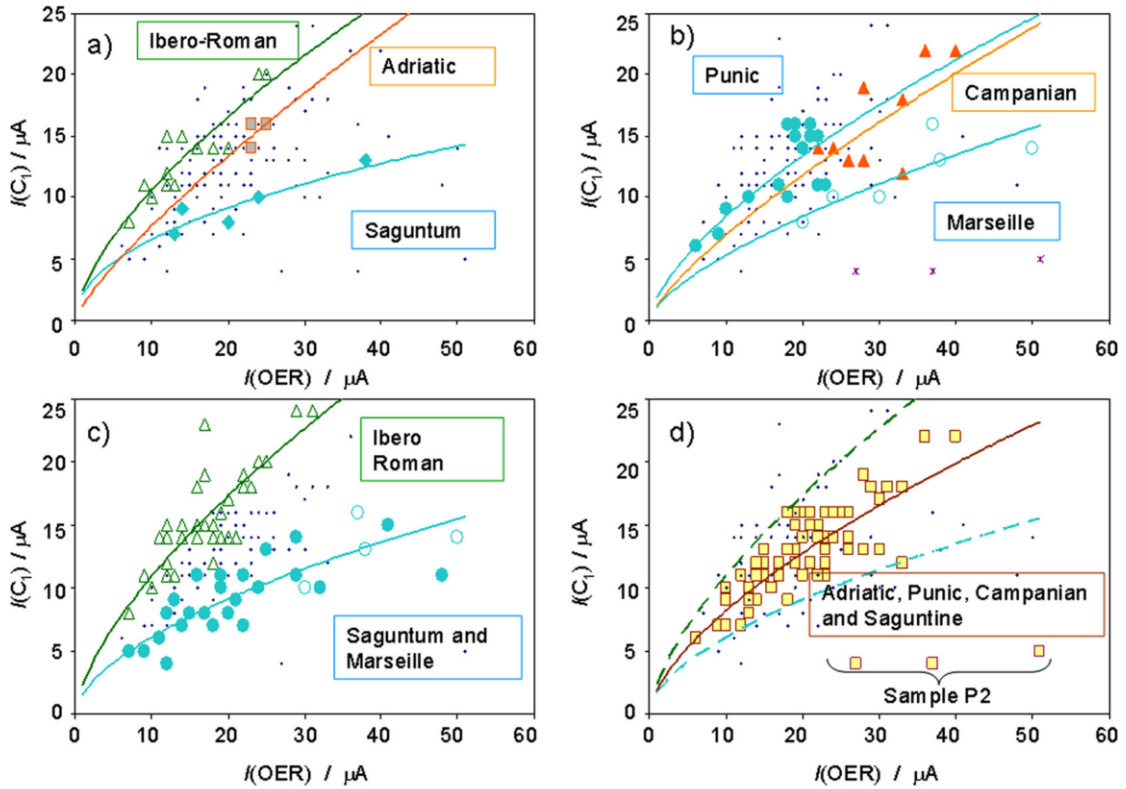 a)
Ibero-Roman
Adriatic
Saguntum
I(C₁) / µA
25
20
15
10
5
0
0 10 20 30 40 50 60
I(OER) / µA
b)
Punic
Campanian
Marseille
I(C₁) / µA
25
20
15
10
5
0
0 10 20 30 40 50 60
I(OER) / µA
c)
Ibero
Roman
Saguntum and
Marseille
I(C₁) / µA
25
20
15
10
5
0
0 10 20 30 40 50 60
I(OER) / µA
d)
Adriatic, Punic, Campanian
and Saguntine
Sample P2
I(C₁) / µA
25
20
15
10
5
0
0 10 20 30 40 50 60
I(OER) / µA